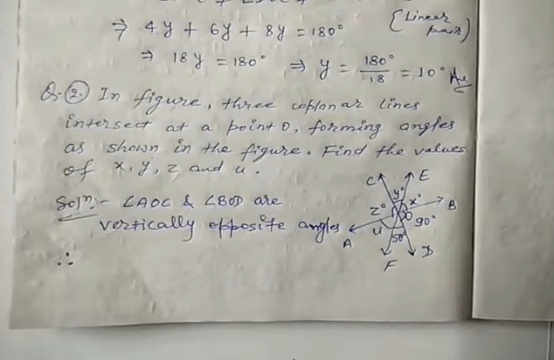 ⇒ 4y + 6y + 8y = 180° (Linear pair)
⇒ 18y = 180° ⇒ y = 180°/18 = 10° Ans
Q.② In figure, three coplanar lines
intersect at a point O, forming angles
as shown in the figure. Find the values
of x, y, z and u.
Soln:- ∠AOC & ∠BOD are
vertically opposite angles
∴
C E
y°
x° B
z° O 90°
A u 50°
F D